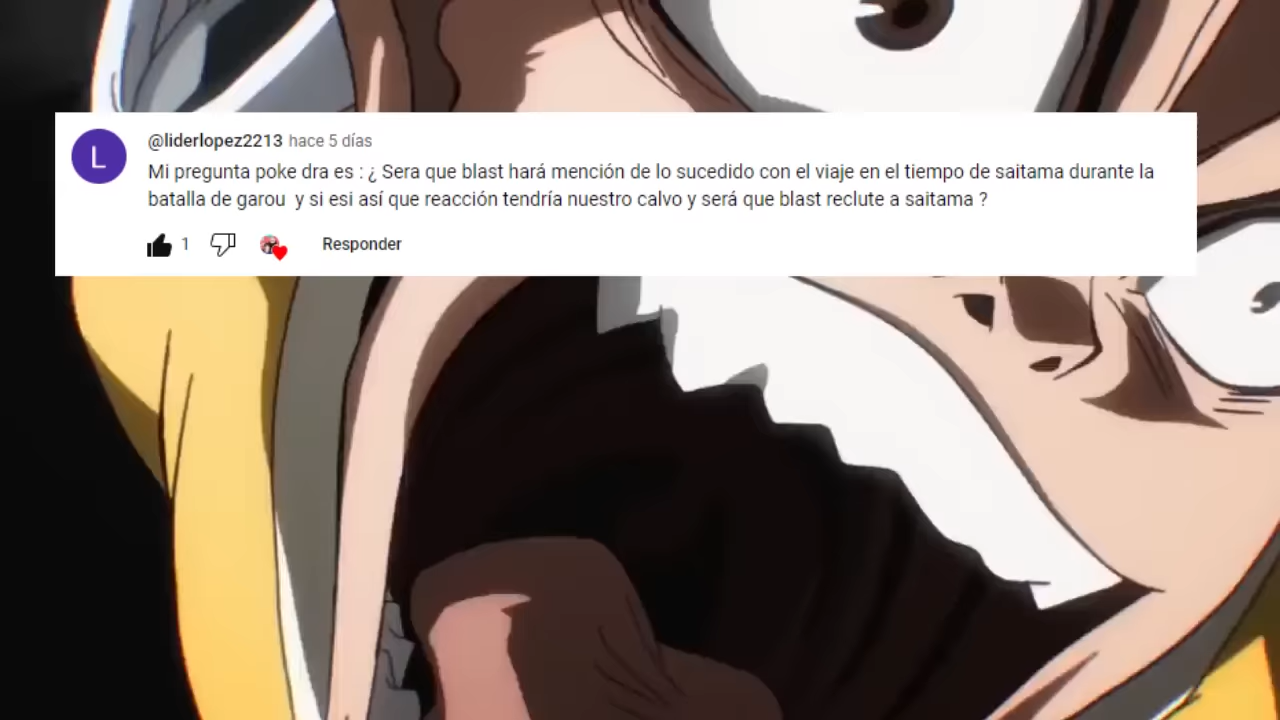 L
@liderlopez2213 hace 5 días
Mi pregunta poke dra es : ¿ Sera que blast hará mención de lo sucedido con el viaje en el tiempo de saitama durante la
batalla de garou y si esi así que reacción tendría nuestro calvo y será que blast reclute a saitama ?
1 Responder